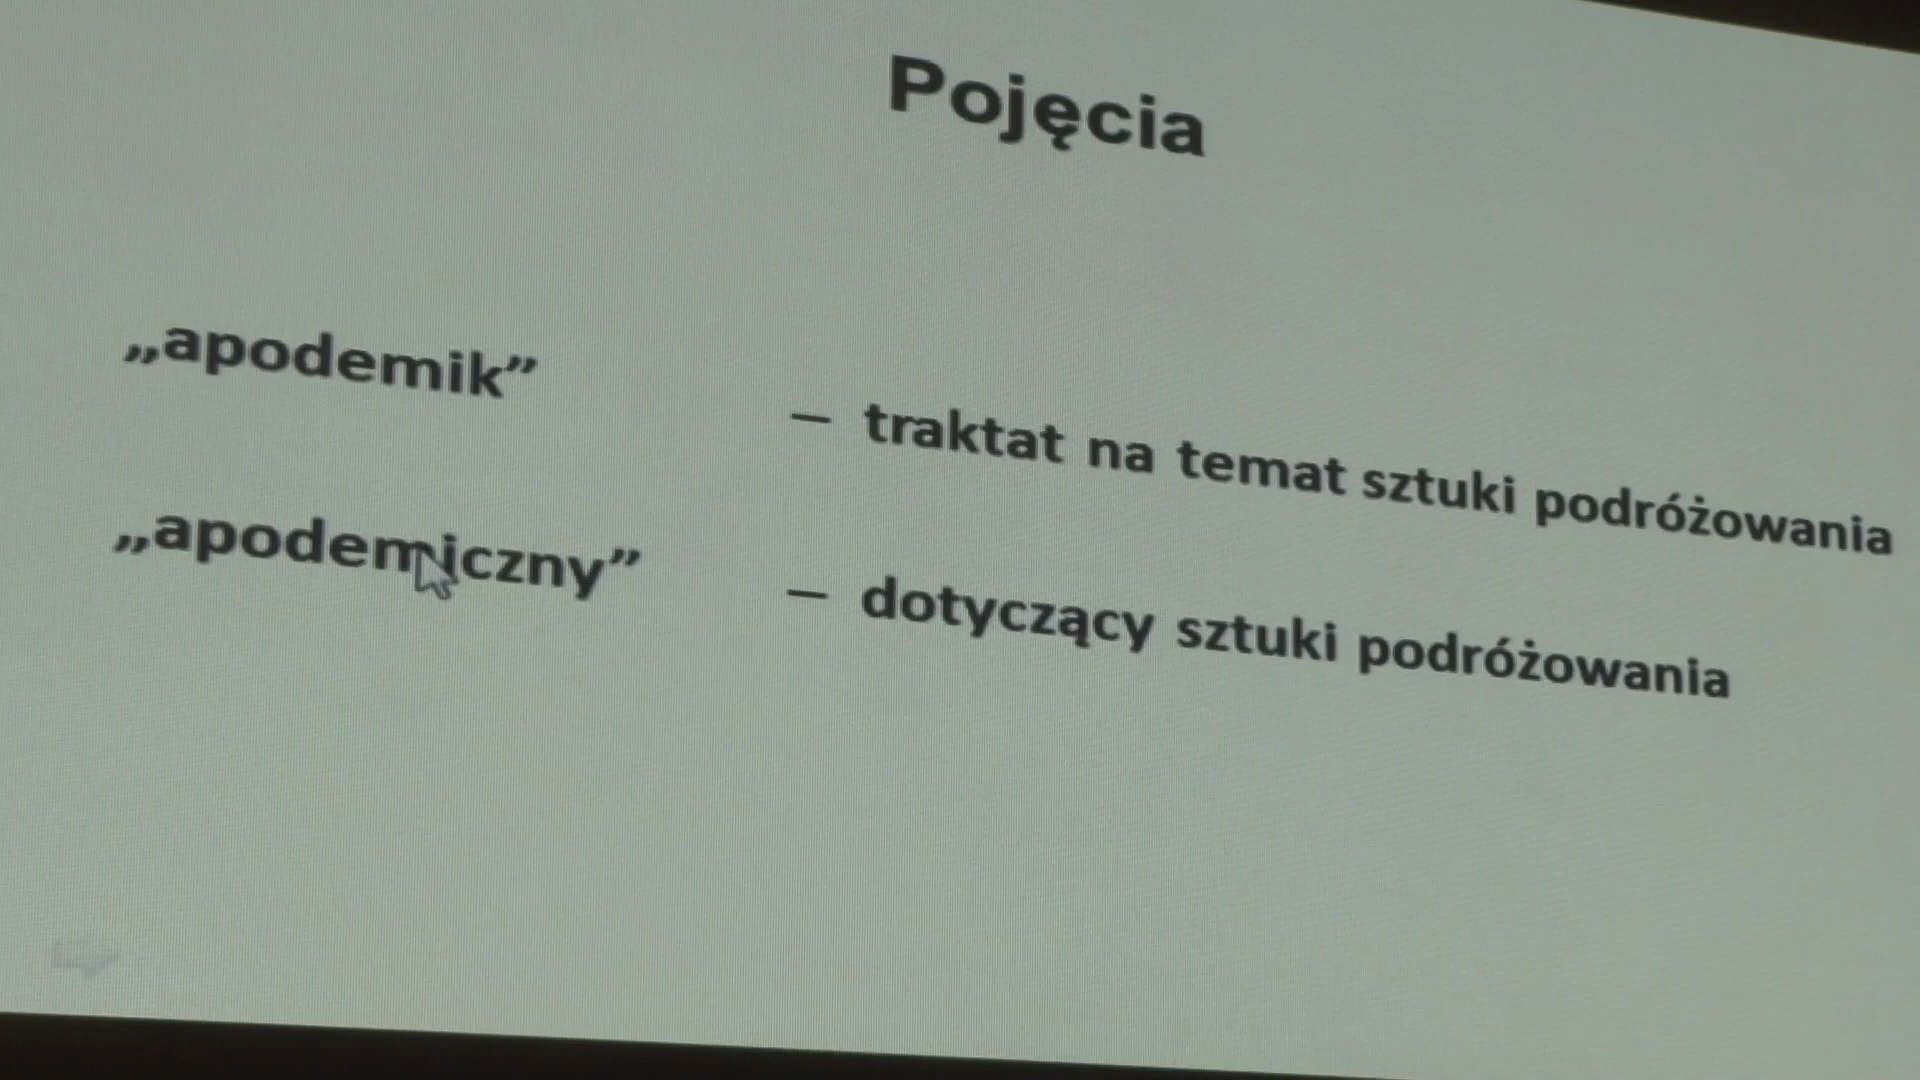 Pojęcia
„apodemik” – traktat na temat sztuki podróżowania
„apodemiczny” – dotyczący sztuki podróżowania